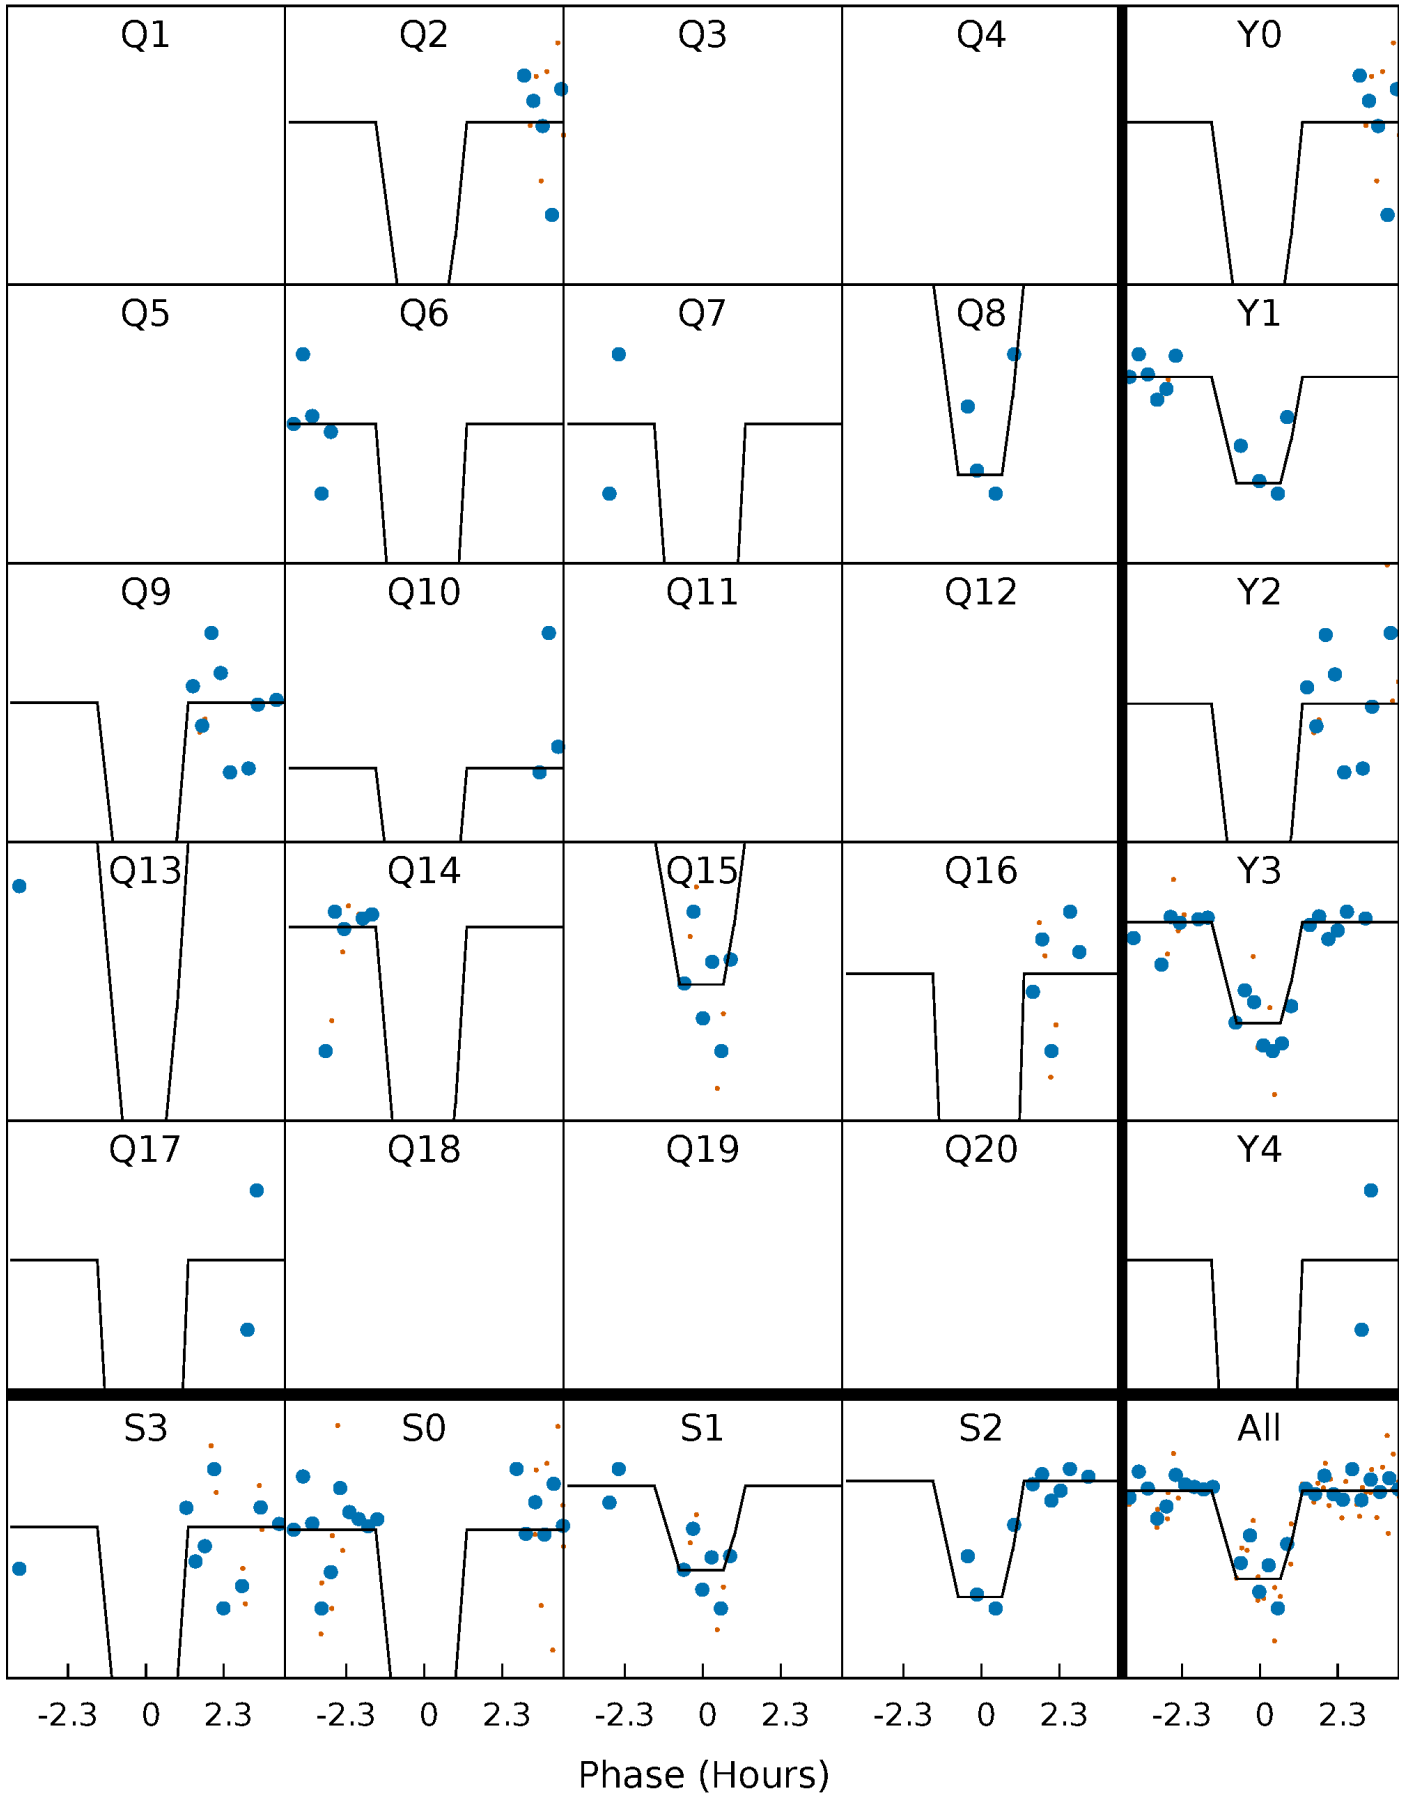 Q1 Q2 Q3 Q4 Y0
Q5 Q6 Q7 Q8 Y1
Q9 Q10 Q11 Q12 Y2
Q13 Q14 Q15 Q16 Y3
Q17 Q18 Q19 Q20 Y4
S3 S0 S1 S2 All
-2.3 0 2.3 -2.3 0 2.3 -2.3 0 2.3 -2.3 0 2.3 -2.3 0 2.3
Phase (Hours)